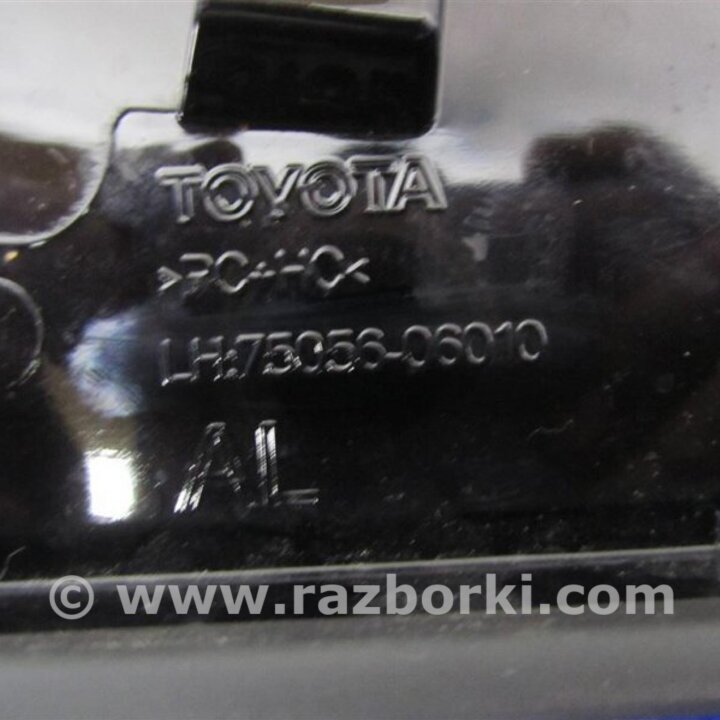 TOYOTA
>PC+HC<
LH:75056-06010
AL
© www.razborki.com